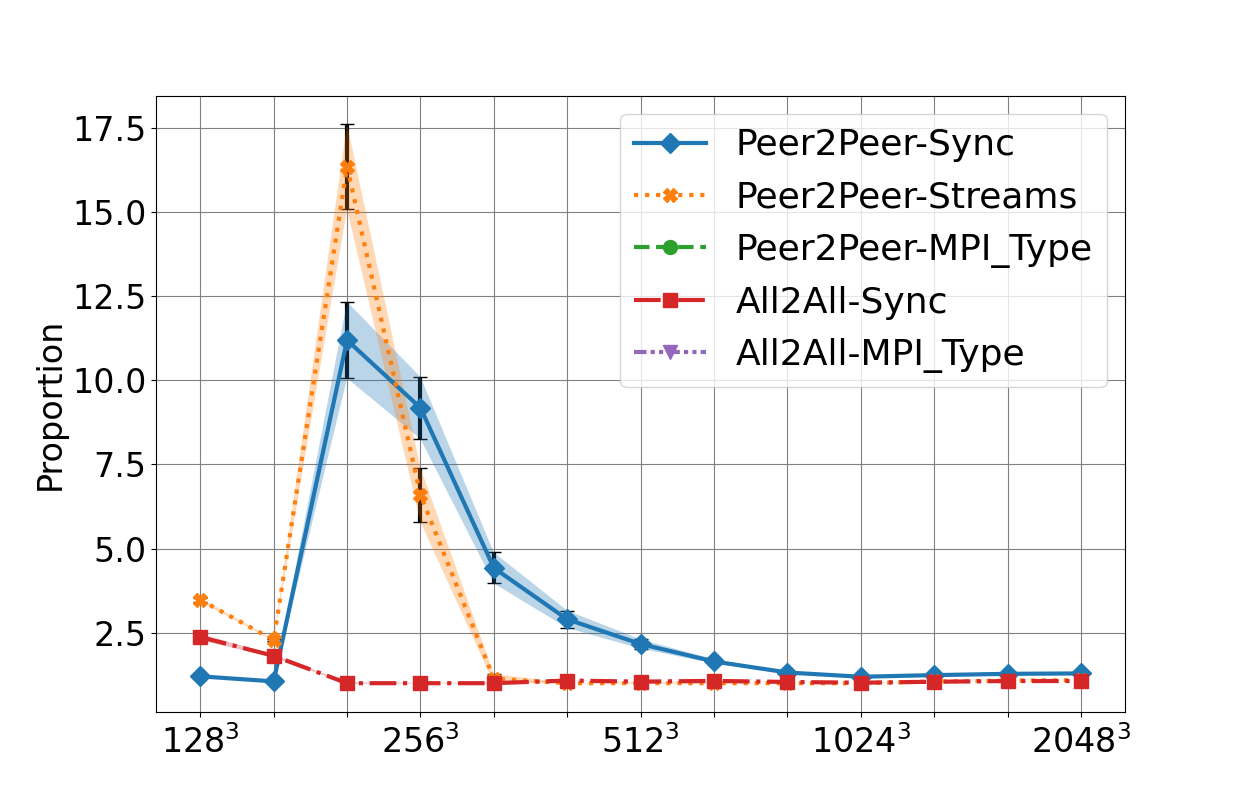 17.5
15.0
12.5
10.0
7.5
5.0
2.5
Proportion
Peer2Peer-Sync
Peer2Peer-Streams
Peer2Peer-MPI_Type
All2All-Sync
All2All-MPI_Type
128³ 256³ 512³ 1024³ 2048³